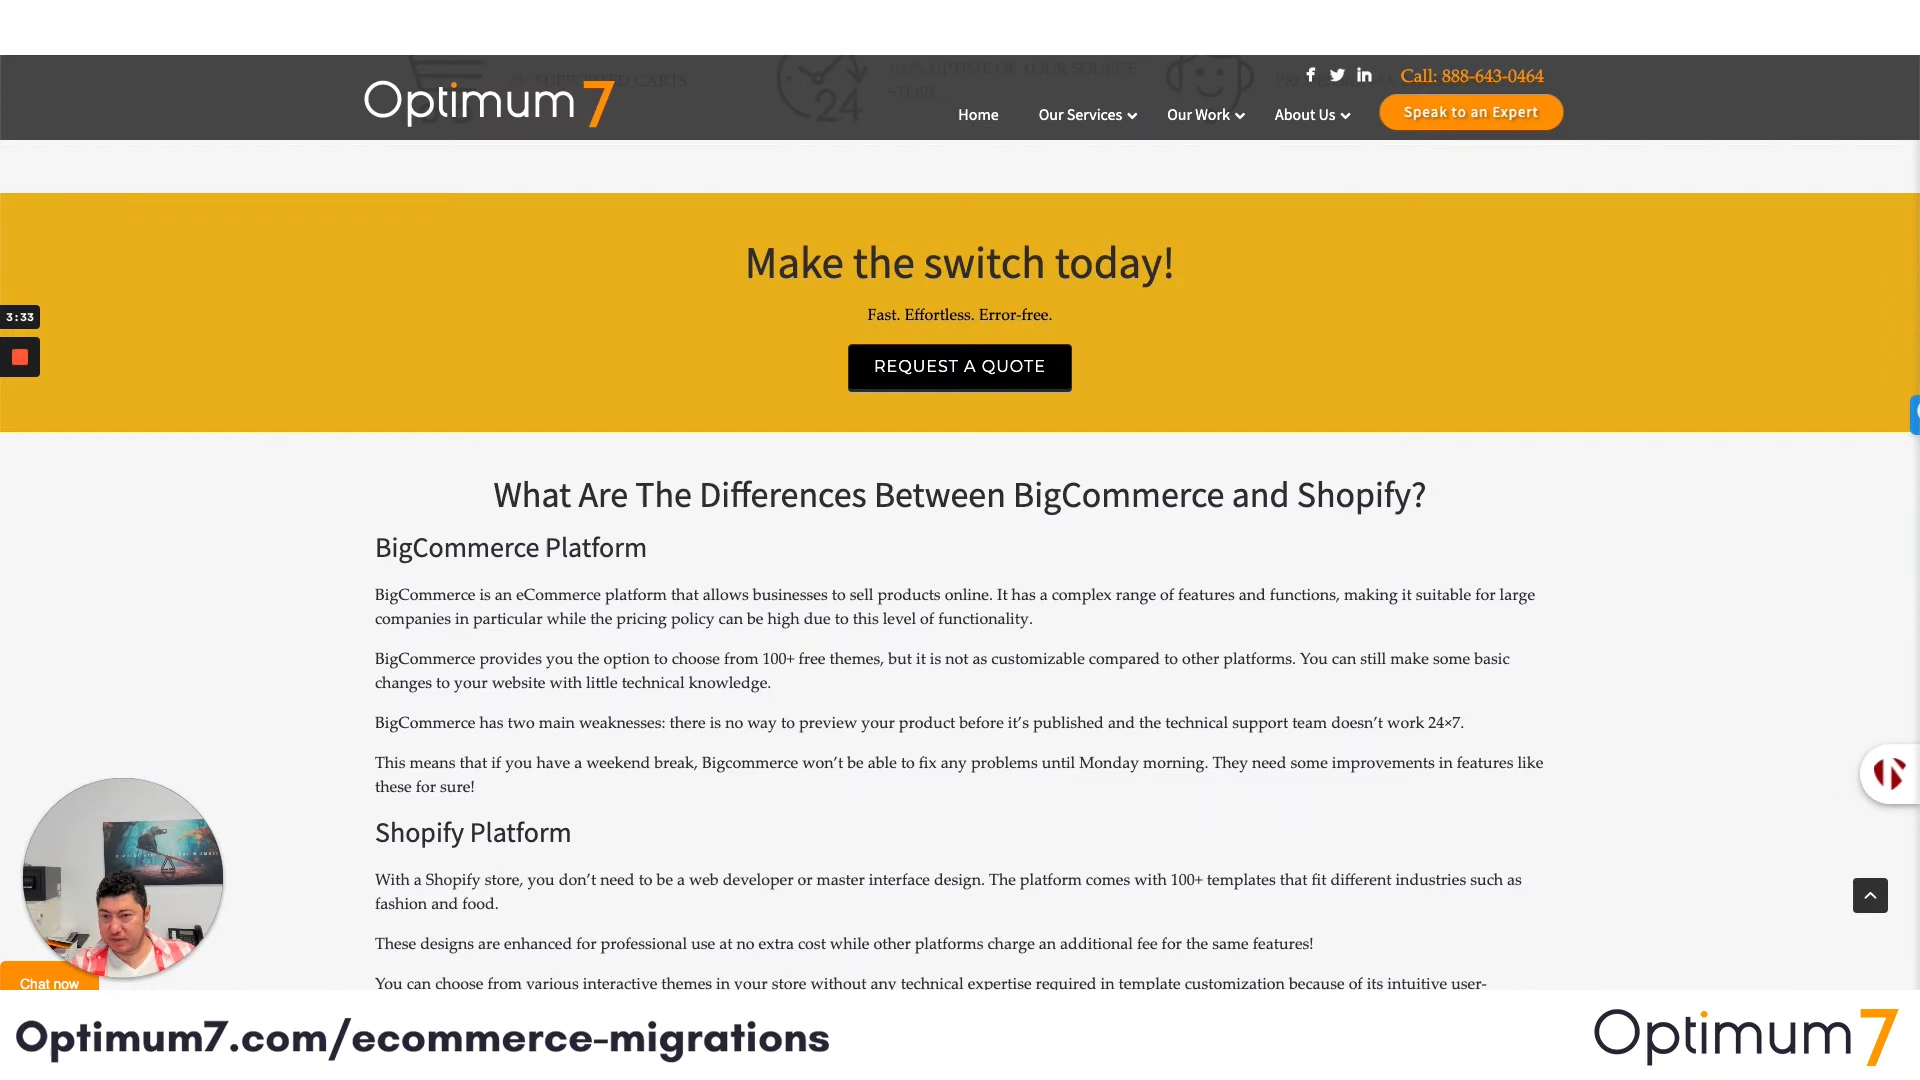 SUPPORTED CARTS
100% UPTIME OF YOUR SOURCE
STORE
24
Optimum7
Call: 888-643-0464
Home
Our Services
Our Work
About Us
Speak to an Expert
Make the switch today!
Fast. Effortless. Error-free.
REQUEST A QUOTE
3:33
What Are The Differences Between BigCommerce and Shopify?
BigCommerce Platform
BigCommerce is an eCommerce platform that allows businesses to sell products online. It has a complex range of features and functions, making it suitable for large
companies in particular while the pricing policy can be high due to this level of functionality.
BigCommerce provides you the option to choose from 100+ free themes, but it is not as customizable compared to other platforms. You can still make some basic
changes to your website with little technical knowledge.
BigCommerce has two main weaknesses: there is no way to preview your product before it’s published and the technical support team doesn’t work 24×7.
This means that if you have a weekend break, Bigcommerce won’t be able to fix any problems until Monday morning. They need some improvements in features like
these for sure!
Shopify Platform
With a Shopify store, you don’t need to be a web developer or master interface design. The platform comes with 100+ templates that fit different industries such as
fashion and food.
These designs are enhanced for professional use at no extra cost while other platforms charge an additional fee for the same features!
You can choose from various interactive themes in your store without any technical expertise required in template customization because of its intuitive user-
Chat now
Optimum7.com/ecommerce-migrations
Optimum7